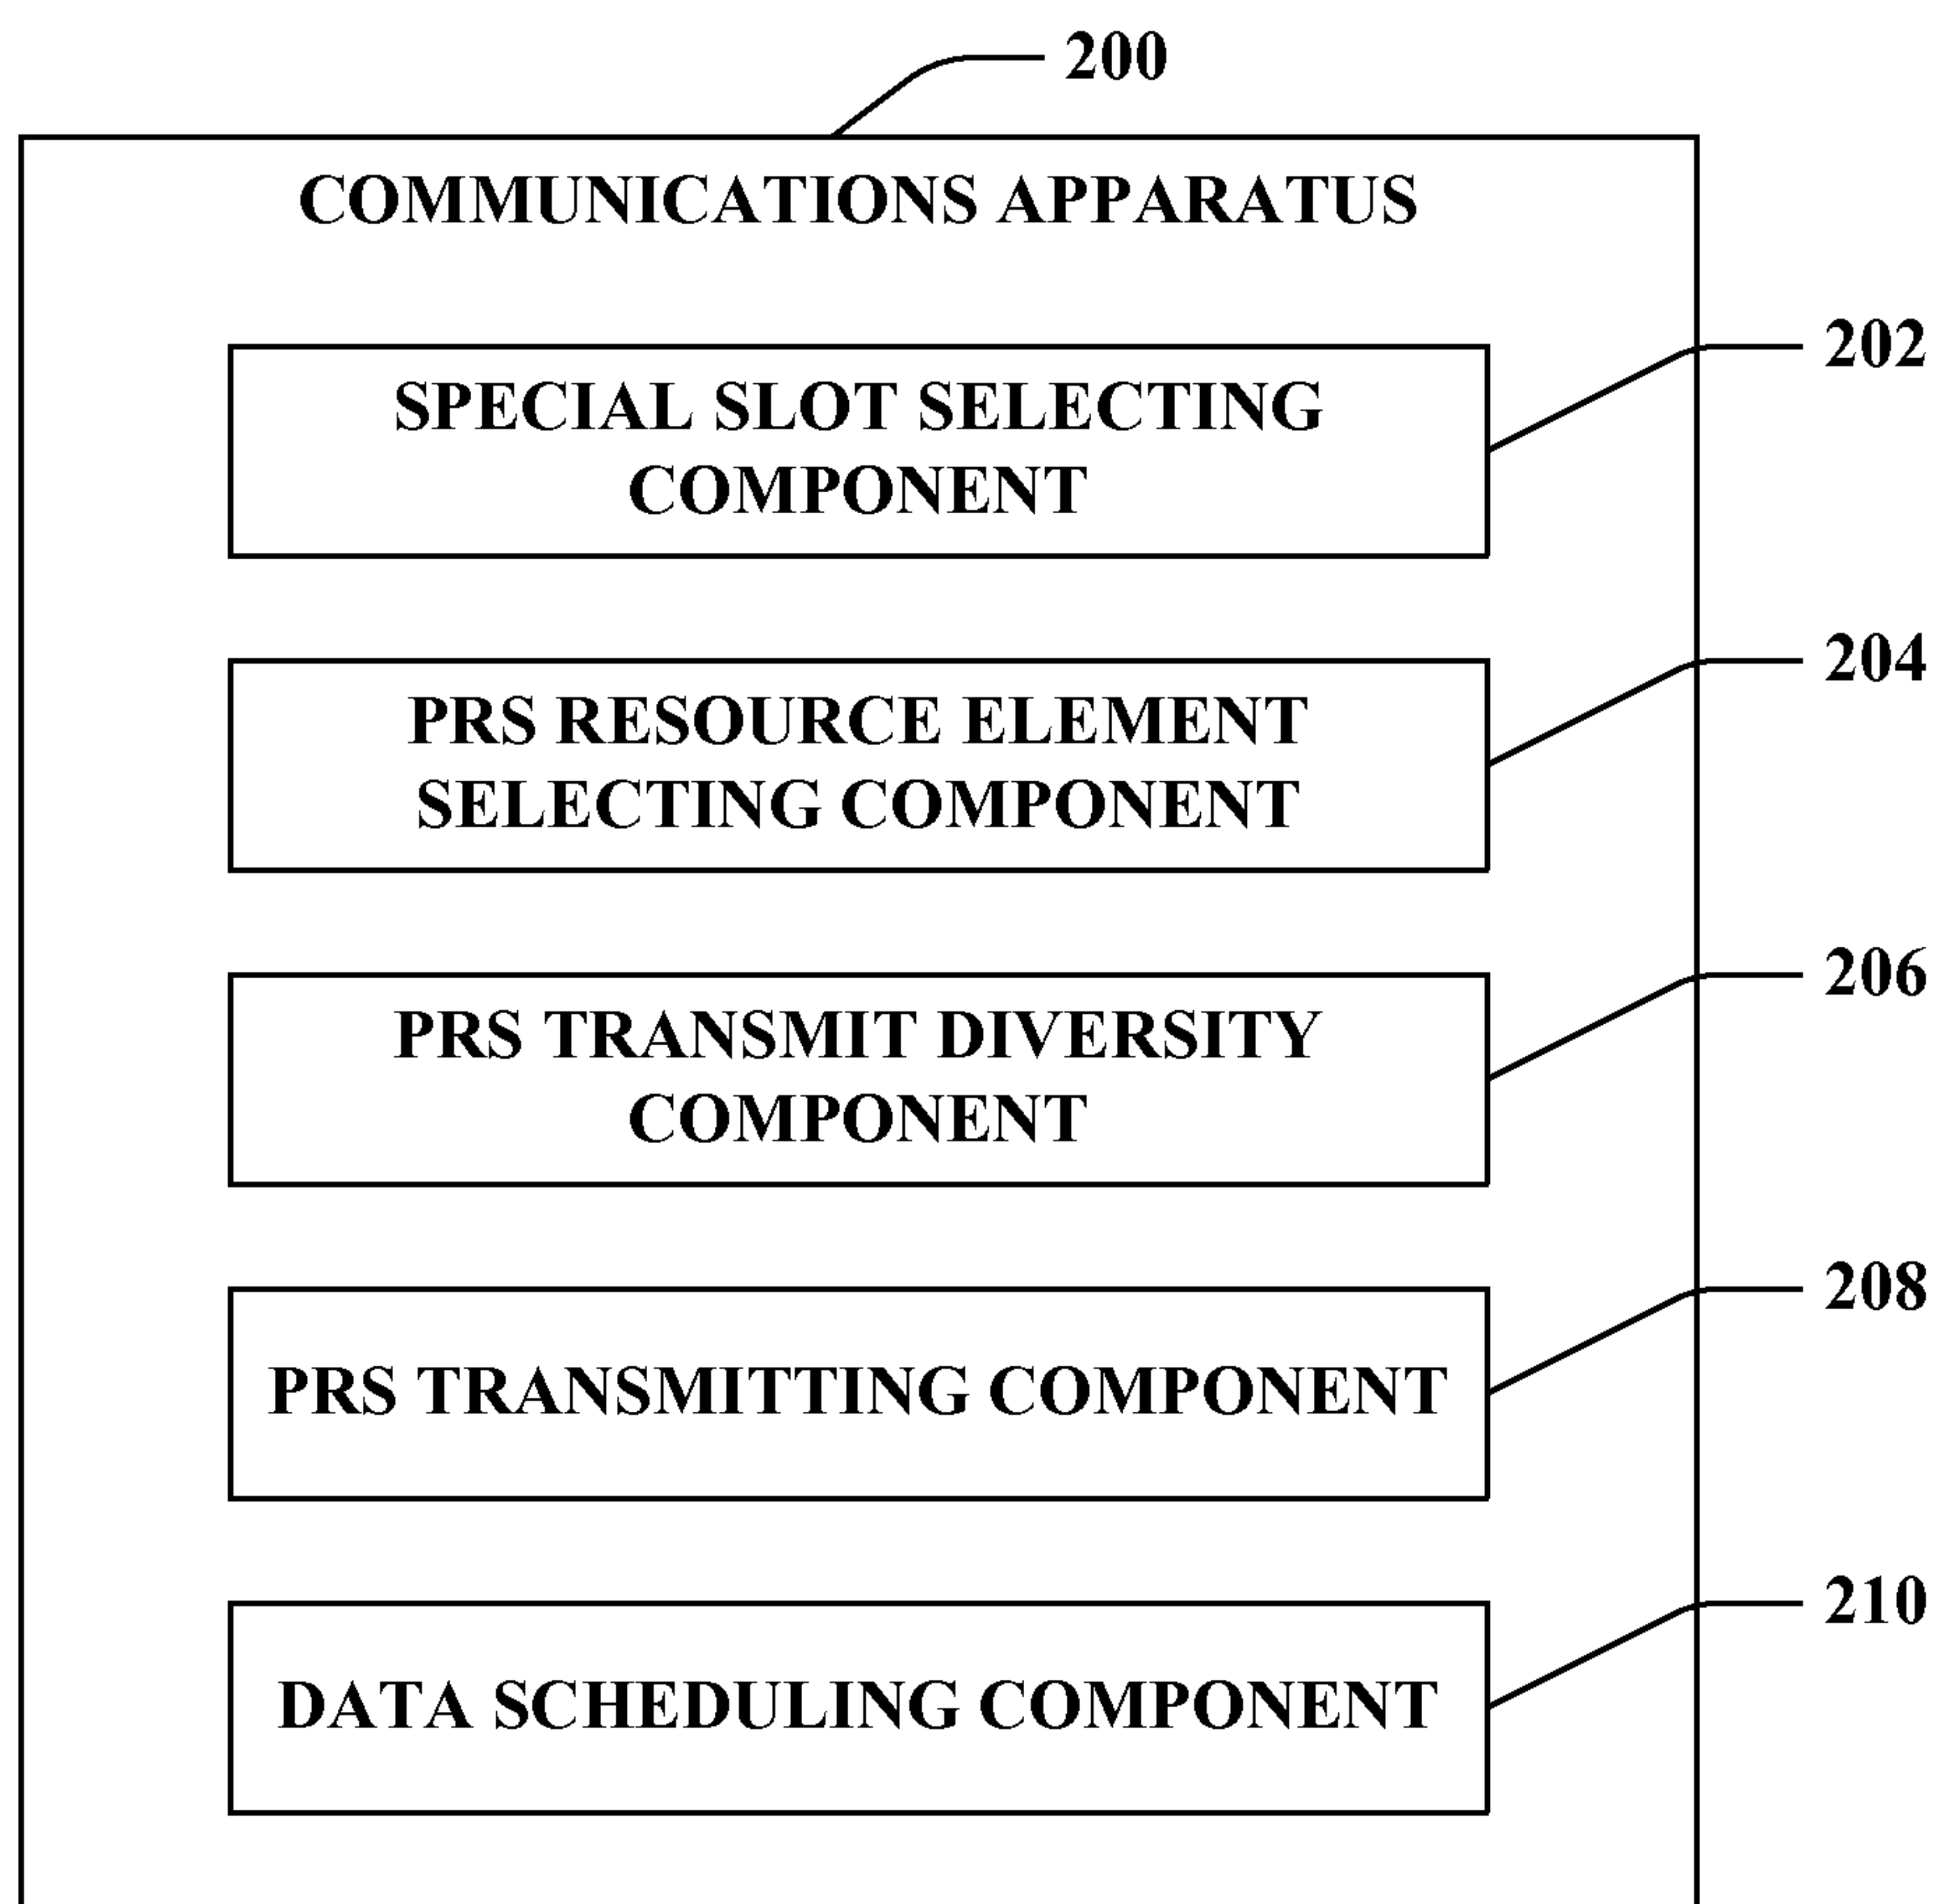 200
COMMUNICATIONS APPARATUS
202
SPECIAL SLOT SELECTING
COMPONENT
204
PRS RESOURCE ELEMENT
SELECTING COMPONENT
206
PRS TRANSMIT DIVERSITY
COMPONENT
208
PRS TRANSMITTING COMPONENT
210
DATA SCHEDULING COMPONENT